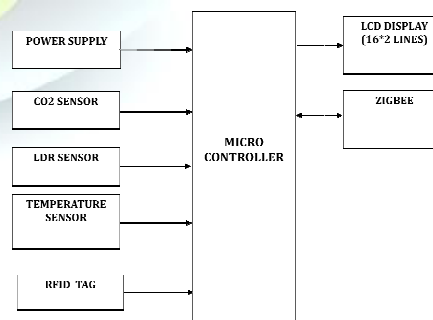 POWER SUPPLY
CO2 SENSOR
LDR SENSOR
TEMPERATURE
SENSOR
RFID TAG
MICRO
CONTROLLER
LCD DISPLAY
(16*2 LINES)
ZIGBEE